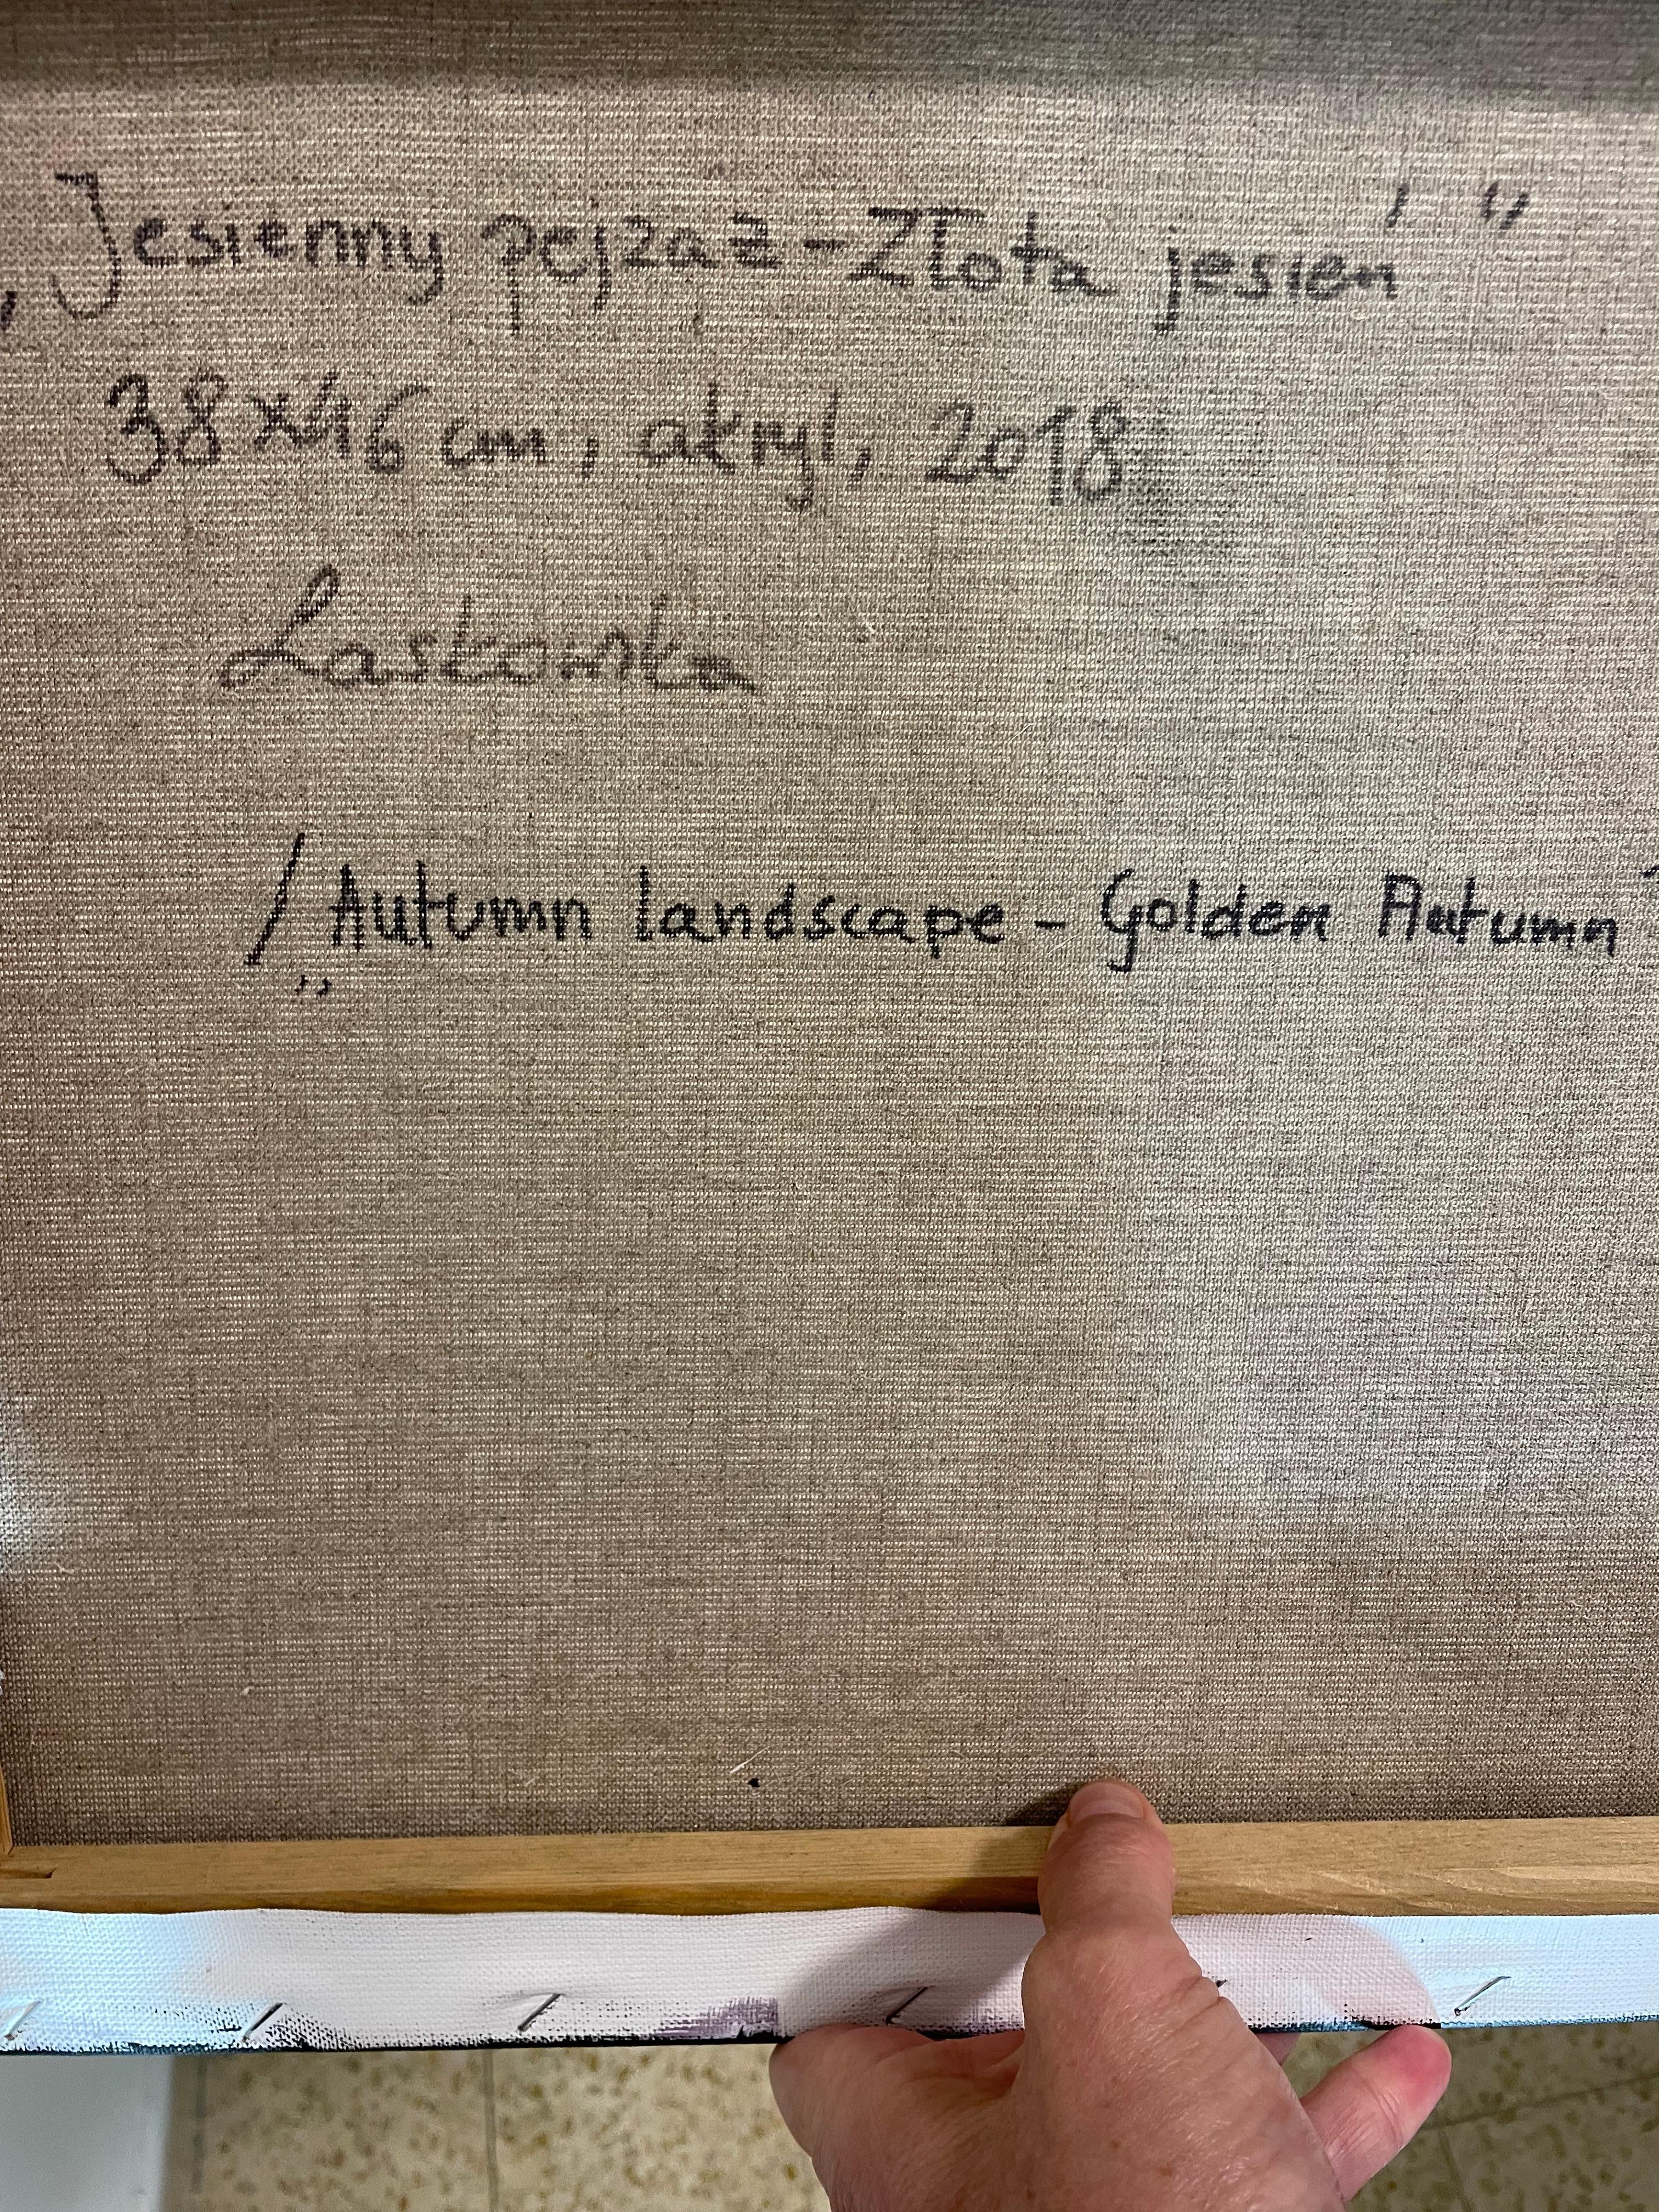 „Jesienny pejzaż - Złota jesień"
38x46 cm, akryl, 2018
Laskowska
/„Autumn landscape - Golden Autumn"